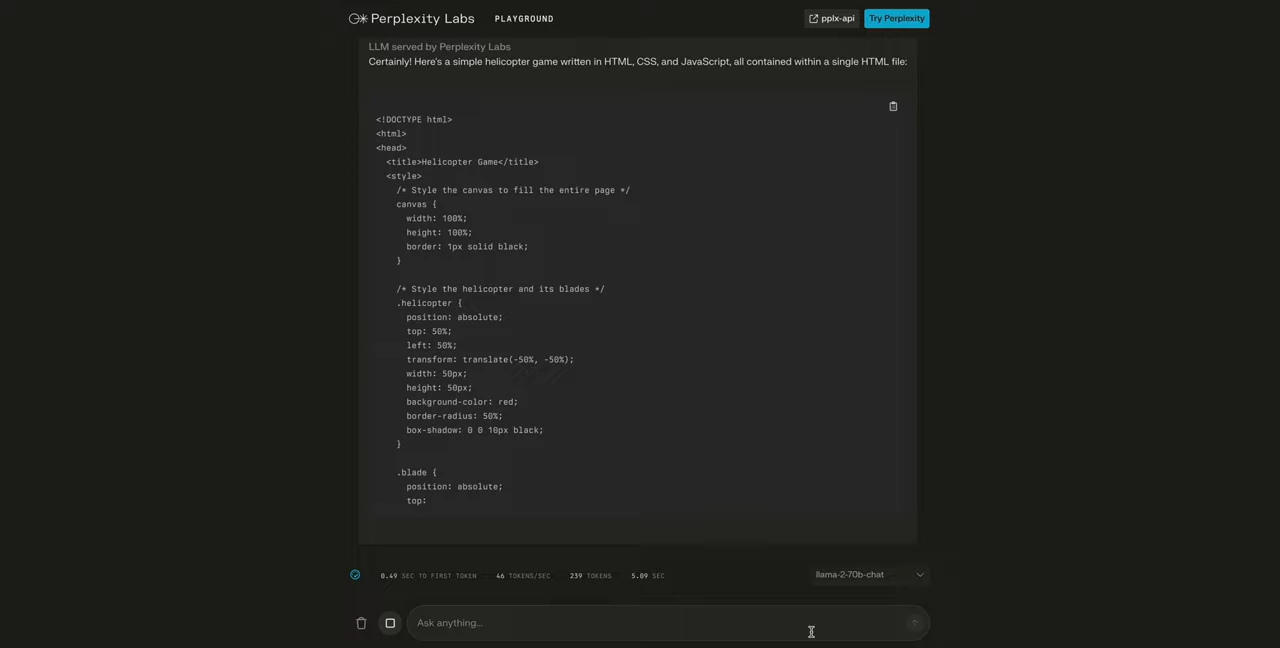 Perplexity Labs PLAYGROUND pplx-api Try Perplexity
LLM served by Perplexity Labs
Certainly! Here's a simple helicopter game written in HTML, CSS, and JavaScript, all contained within a single HTML file:
<!DOCTYPE html>
<html>
<head>
  <title>Helicopter Game</title>
  <style>
    /* Style the canvas to fill the entire page */
    canvas {
      width: 100%;
      height: 100%;
      border: 1px solid black;
    }
    /* Style the helicopter and its blades */
    .helicopter {
      position: absolute;
      top: 50%;
      left: 50%;
      transform: translate(-50%, -50%);
      width: 50px;
      height: 50px;
      background-color: red;
      border-radius: 50%;
      box-shadow: 0 0 10px black;
    }
    .blade {
      position: absolute;
      top:
0.49 SEC TO FIRST TOKEN 46 TOKENS/SEC 239 TOKENS 5.09 SEC llama-2-70b-chat
Ask anything...